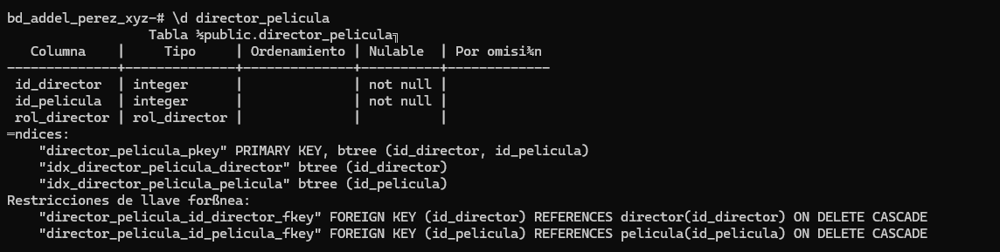 bd_addel_perez_xyz-# \d director_pelicula
Tabla ½public.director_pelicula╗
Columna | Tipo | Ordenamiento | Nulable | Por omisi¾n
--------------+--------------+--------------+----------+-------------
id_director | integer | | not null |
id_pelicula | integer | | not null |
rol_director | rol_director | | |
═ndices:
"director_pelicula_pkey" PRIMARY KEY, btree (id_director, id_pelicula)
"idx_director_pelicula_director" btree (id_director)
"idx_director_pelicula_pelicula" btree (id_pelicula)
Restricciones de llave forßnea:
"director_pelicula_id_director_fkey" FOREIGN KEY (id_director) REFERENCES director(id_director) ON DELETE CASCADE
"director_pelicula_id_pelicula_fkey" FOREIGN KEY (id_pelicula) REFERENCES pelicula(id_pelicula) ON DELETE CASCADE